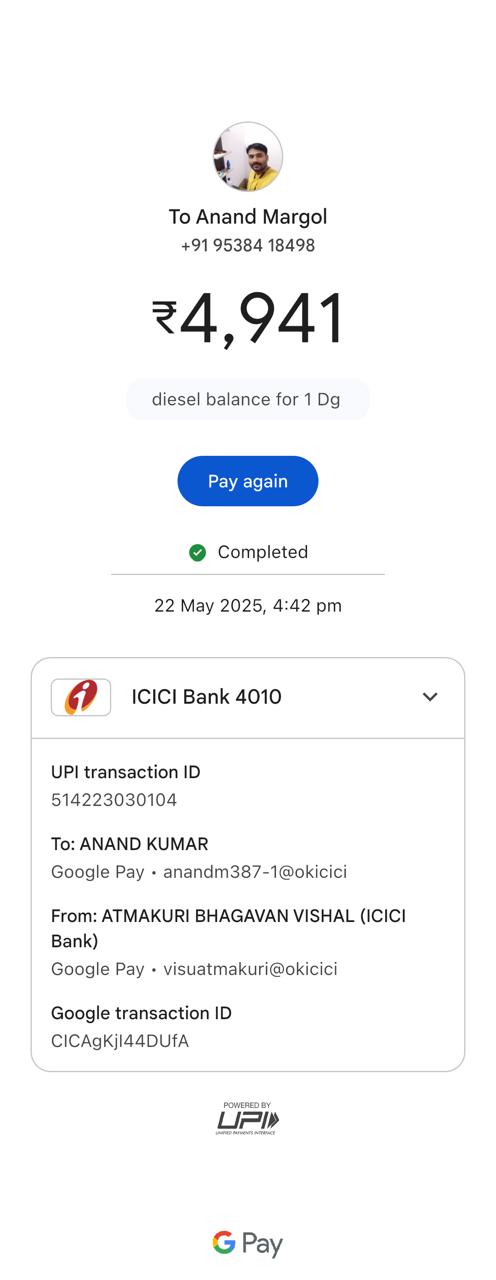 To Anand Margol
+91 95384 18498
₹4,941
diesel balance for 1 Dg
Pay again
Completed
22 May 2025, 4:42 pm
ICICI Bank 4010
UPI transaction ID
514223030104
To: ANAND KUMAR
Google Pay • anandm387-1@okicici
From: ATMAKURI BHAGAVAN VISHAL (ICICI
Bank)
Google Pay • visuatmakuri@okicici
Google transaction ID
CICAgKjI44DUfA
POWERED BY
UPI
UNIFIED PAYMENTS INTERFACE
G Pay